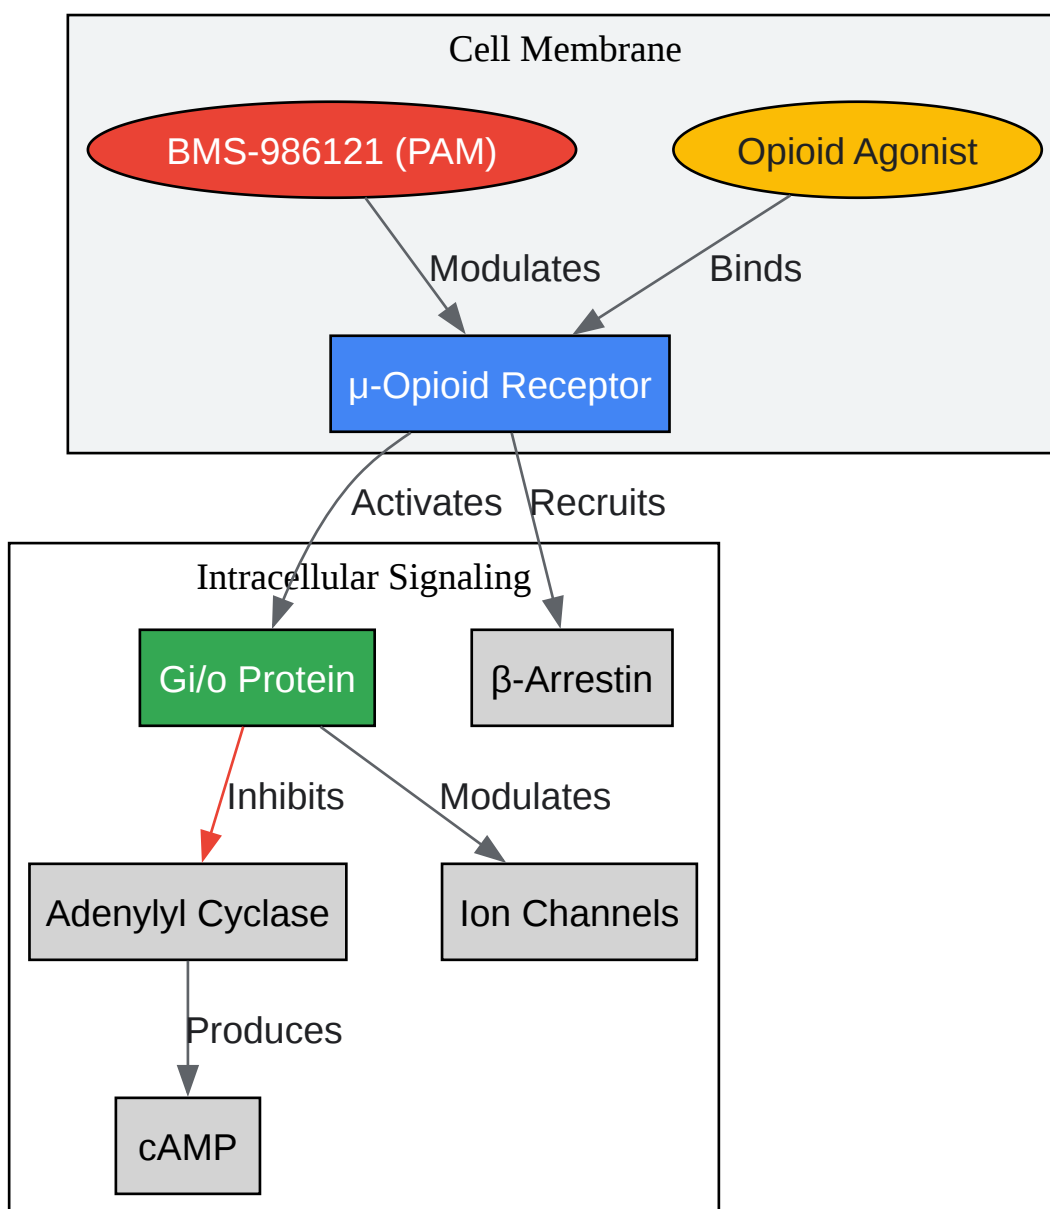 Cell Membrane
BMS-986121 (PAM)
Opioid Agonist
Modulates
Binds
μ-Opioid Receptor
Activates
Recruits
Intracellular Signaling
Gi/o Protein
β-Arrestin
Inhibits
Modulates
Adenylyl Cyclase
Ion Channels
Produces
cAMP